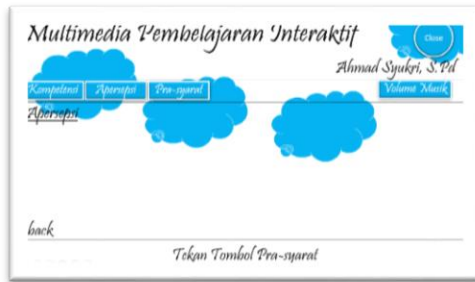 Multimedia Pembelajaran Interaktif
Close
Ahmad Syukri, S.Pd
Kompetensi Apersepsi Pra-syarat Volume Musik
Apersepsi
back
Tekan Tombol Pra-syarat